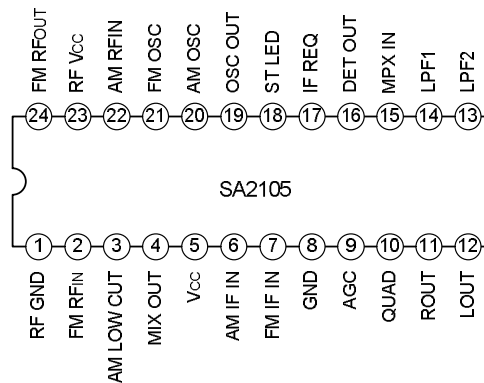 FM RFOUT
RF VCC
AM RFIN
FM OSC
AM OSC
OSC OUT
ST LED
IF REQ
DET OUT
MPX IN
LPF1
LPF2
24 23 22 21 20 19 18 17 16 15 14 13
SA2105
1 2 3 4 5 6 7 8 9 10 11 12
RF GND
FM RFIN
AM LOW CUT
MIX OUT
VCC
AM IF IN
FM IF IN
GND
AGC
QUAD
ROUT
LOUT